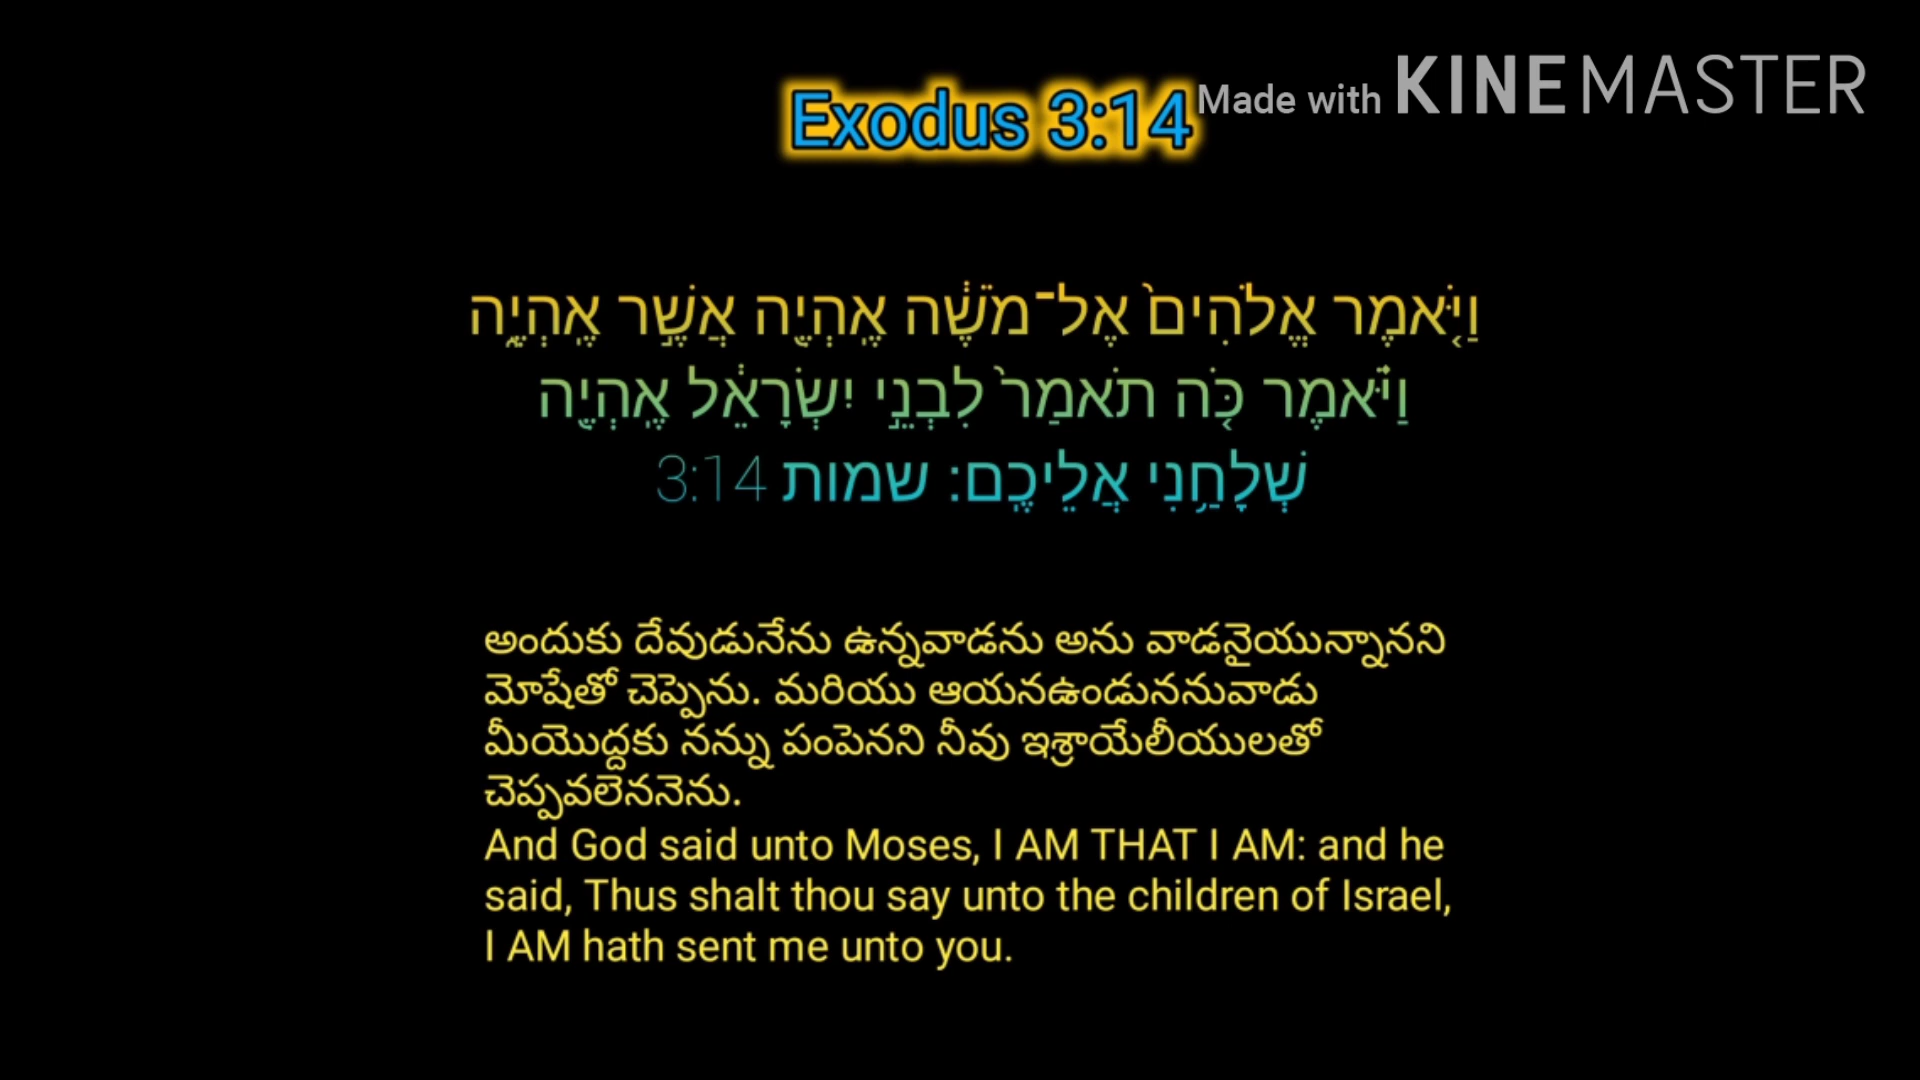 Exodus 3:14
Made with KINEMASTER
וַיֹּ֤אמֶר אֱלֹהִים֙ אֶל־מֹשֶׁ֔ה אֶֽהְיֶ֖ה אֲשֶׁ֣ר אֶֽהְיֶ֑ה
וַיֹּ֗אמֶר כֹּ֤ה תֹאמַר֙ לִבְנֵ֣י יִשְׂרָאֵ֔ל אֶֽהְיֶ֖ה
שְׁלָחַ֥נִי אֲלֵיכֶֽם: שמות 3:14
అందుకు దేవుడునేను ఉన్నవాడను అను వాడనైయున్నానని
మోషేతో చెప్పెను. మరియు ఆయనఉండుననువాడు
మీయొద్దకు నన్ను పంపెనని నీవు ఇశ్రాయేలీయులతో
చెప్పవలెననెను.
And God said unto Moses, I AM THAT I AM: and he
said, Thus shalt thou say unto the children of Israel,
I AM hath sent me unto you.